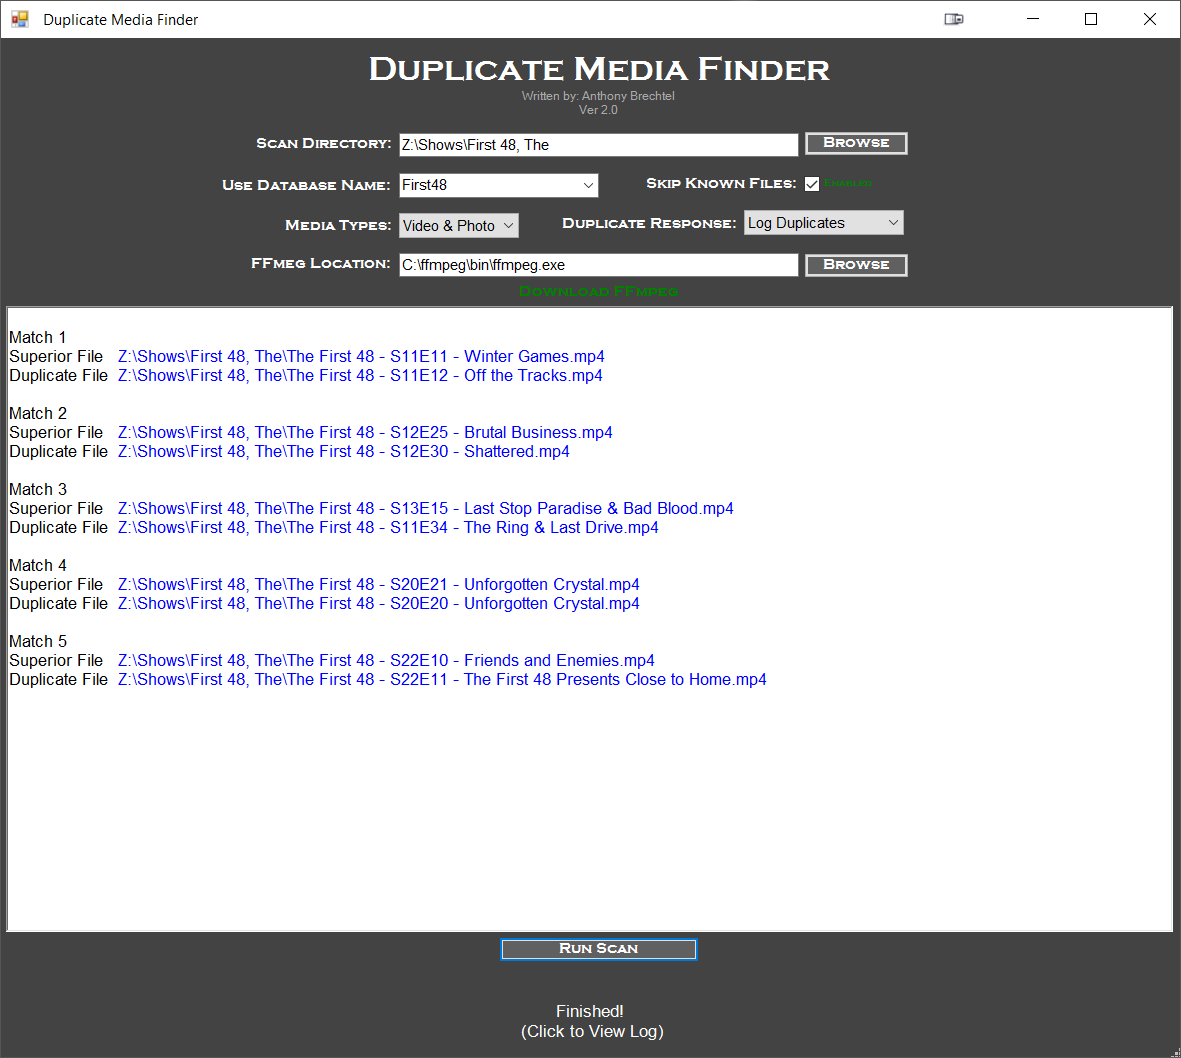 Duplicate Media Finder
Duplicate Media Finder
Written by: Anthony Brechtel
Ver 2.0
Scan Directory: Z:\Shows\First 48, The Browse
Use Database Name: First48 Skip Known Files: Enabled
Media Types: Video & Photo Duplicate Response: Log Duplicates
FFmeg Location: C:\ffmpeg\bin\ffmpeg.exe Browse
Download FFmpeg
Match 1
Superior File Z:\Shows\First 48, The\The First 48 - S11E11 - Winter Games.mp4
Duplicate File Z:\Shows\First 48, The\The First 48 - S11E12 - Off the Tracks.mp4
Match 2
Superior File Z:\Shows\First 48, The\The First 48 - S12E25 - Brutal Business.mp4
Duplicate File Z:\Shows\First 48, The\The First 48 - S12E30 - Shattered.mp4
Match 3
Superior File Z:\Shows\First 48, The\The First 48 - S13E15 - Last Stop Paradise & Bad Blood.mp4
Duplicate File Z:\Shows\First 48, The\The First 48 - S11E34 - The Ring & Last Drive.mp4
Match 4
Superior File Z:\Shows\First 48, The\The First 48 - S20E21 - Unforgotten Crystal.mp4
Duplicate File Z:\Shows\First 48, The\The First 48 - S20E20 - Unforgotten Crystal.mp4
Match 5
Superior File Z:\Shows\First 48, The\The First 48 - S22E10 - Friends and Enemies.mp4
Duplicate File Z:\Shows\First 48, The\The First 48 - S22E11 - The First 48 Presents Close to Home.mp4
Run Scan
Finished!
(Click to View Log)